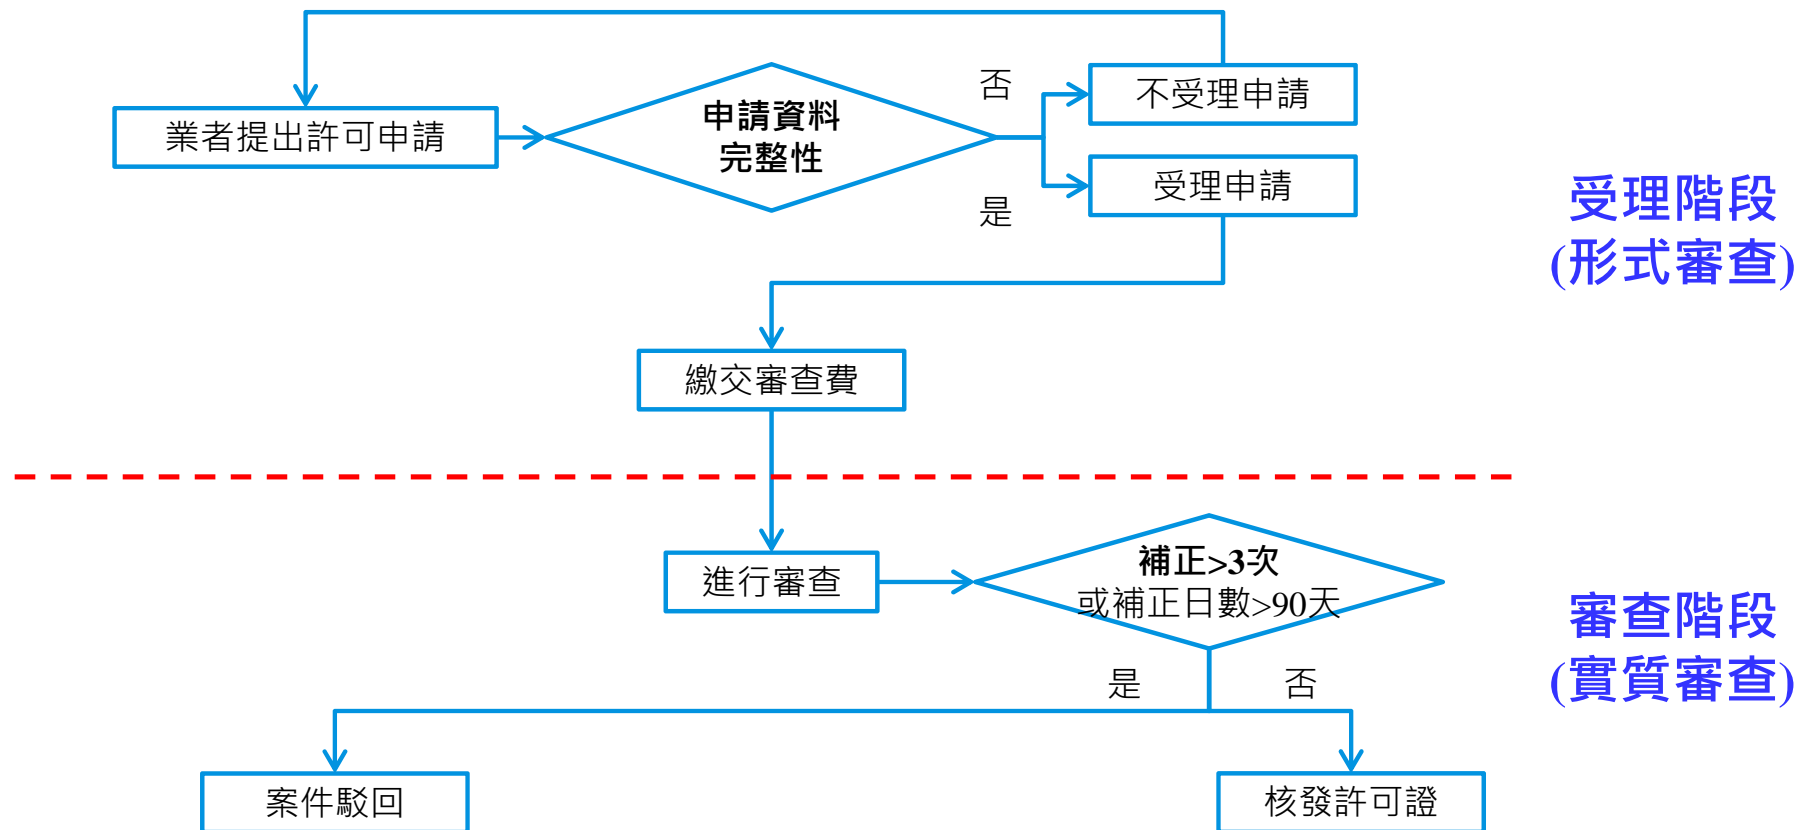 否
不受理申請
業者提出許可申請
申請資料
完整性
受理申請
是
受理階段
(形式審查)
繳交審查費
進行審查
補正>3次
或補正日數>90天
審查階段
(實質審查)
是
否
案件駁回
核發許可證